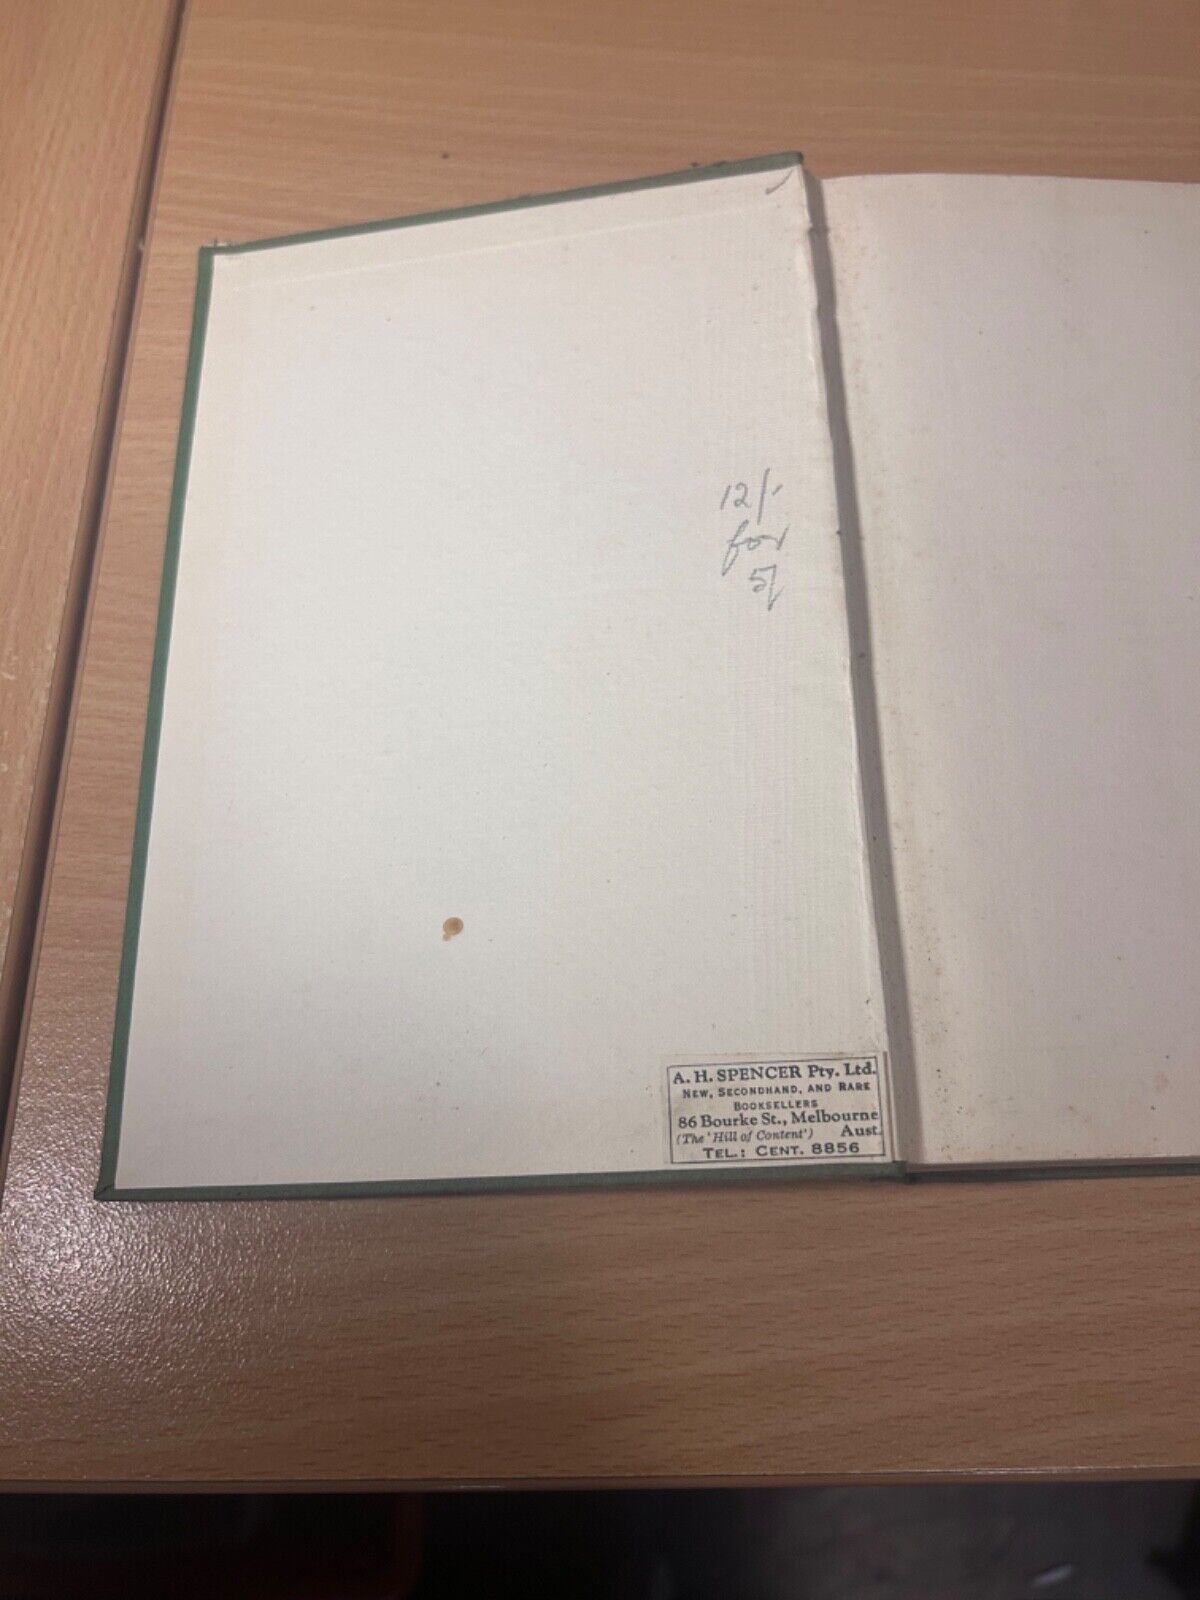 12/-
for
5/
A. H. SPENCER Pty. Ltd.
NEW, SECONDHAND, AND RARE
BOOKSELLERS
86 Bourke St., Melbourne
(The 'Hill of Content') Aust.
TEL.: CENT. 8856